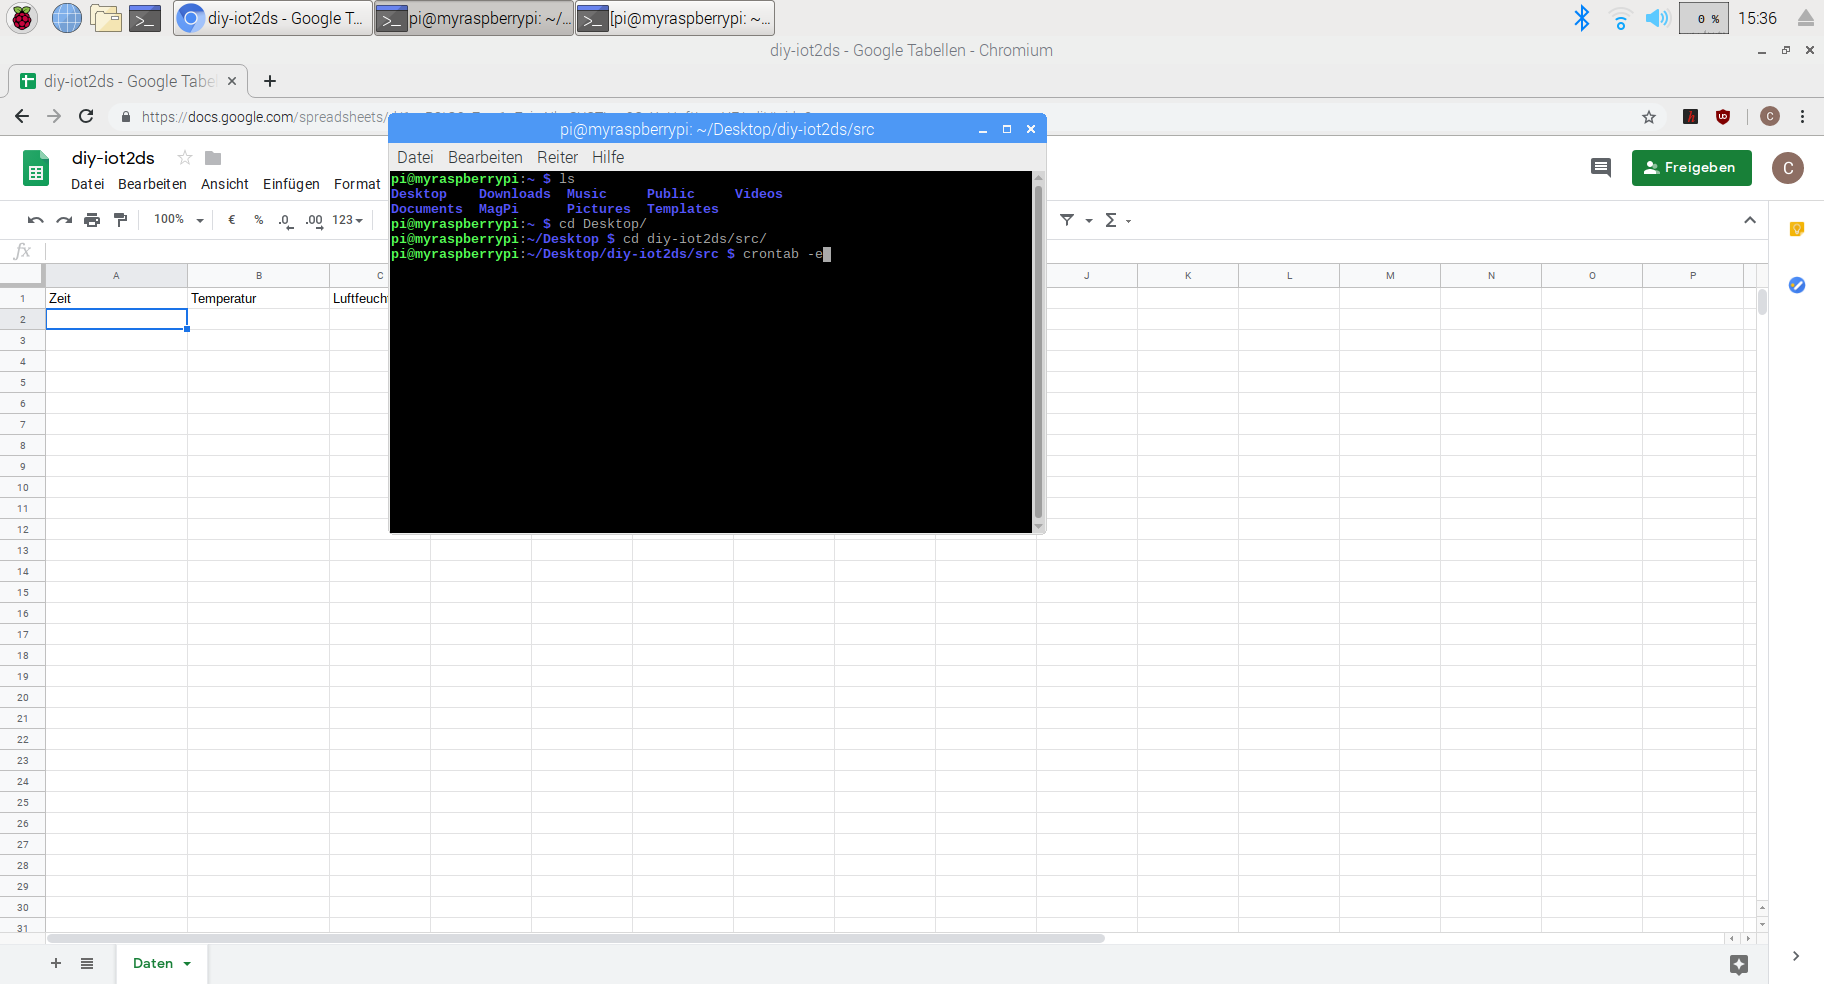 diy-iot2ds - Google T... pi@myraspberrypi: ~/... [pi@myraspberrypi: ~... 0 % 15:36
diy-iot2ds - Google Tabellen - Chromium
diy-iot2ds - Google Tabe
https://docs.google.com/spreadsheets/
C
pi@myraspberrypi: ~/Desktop/diy-iot2ds/src
Datei Bearbeiten Reiter Hilfe
pi@myraspberrypi:~ $ ls
Desktop Downloads Music Public Videos
Documents MagPi Pictures Templates
pi@myraspberrypi:~ $ cd Desktop/
pi@myraspberrypi:~/Desktop $ cd diy-iot2ds/src/
pi@myraspberrypi:~/Desktop/diy-iot2ds/src $ crontab -e
diy-iot2ds
Freigeben
C
Datei Bearbeiten Ansicht Einfügen Format
100% € % .0 .00 123
fx
A B C J K L M N O P
1 Zeit Temperatur Luftfeuch
2
3
4
5
6
7
8
9
10
11
12
13
14
15
16
17
18
19
20
21
22
23
24
25
26
27
28
29
30
31
Daten